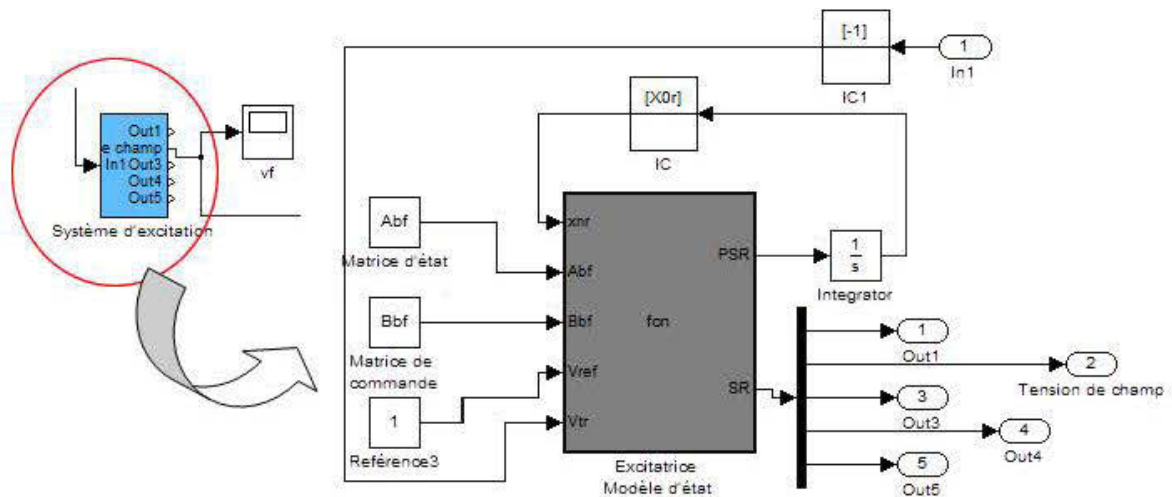 Out1
e champ
In1 Out3
Out4
Out5
Système d'excitation
vf
[-1]
IC1
1
In1
[X0r]
IC
Abf
Matrice d'état
Bbf
Matrice de
commande
1
Reférence3
xnr
Abf
Bbf
Vref
Vtr
fcn
PSR
SR
Excitatrice
Modèle d'état
1
s
Integrator
1
Out1
2
Tension de champ
3
Out3
4
Out4
5
Out5